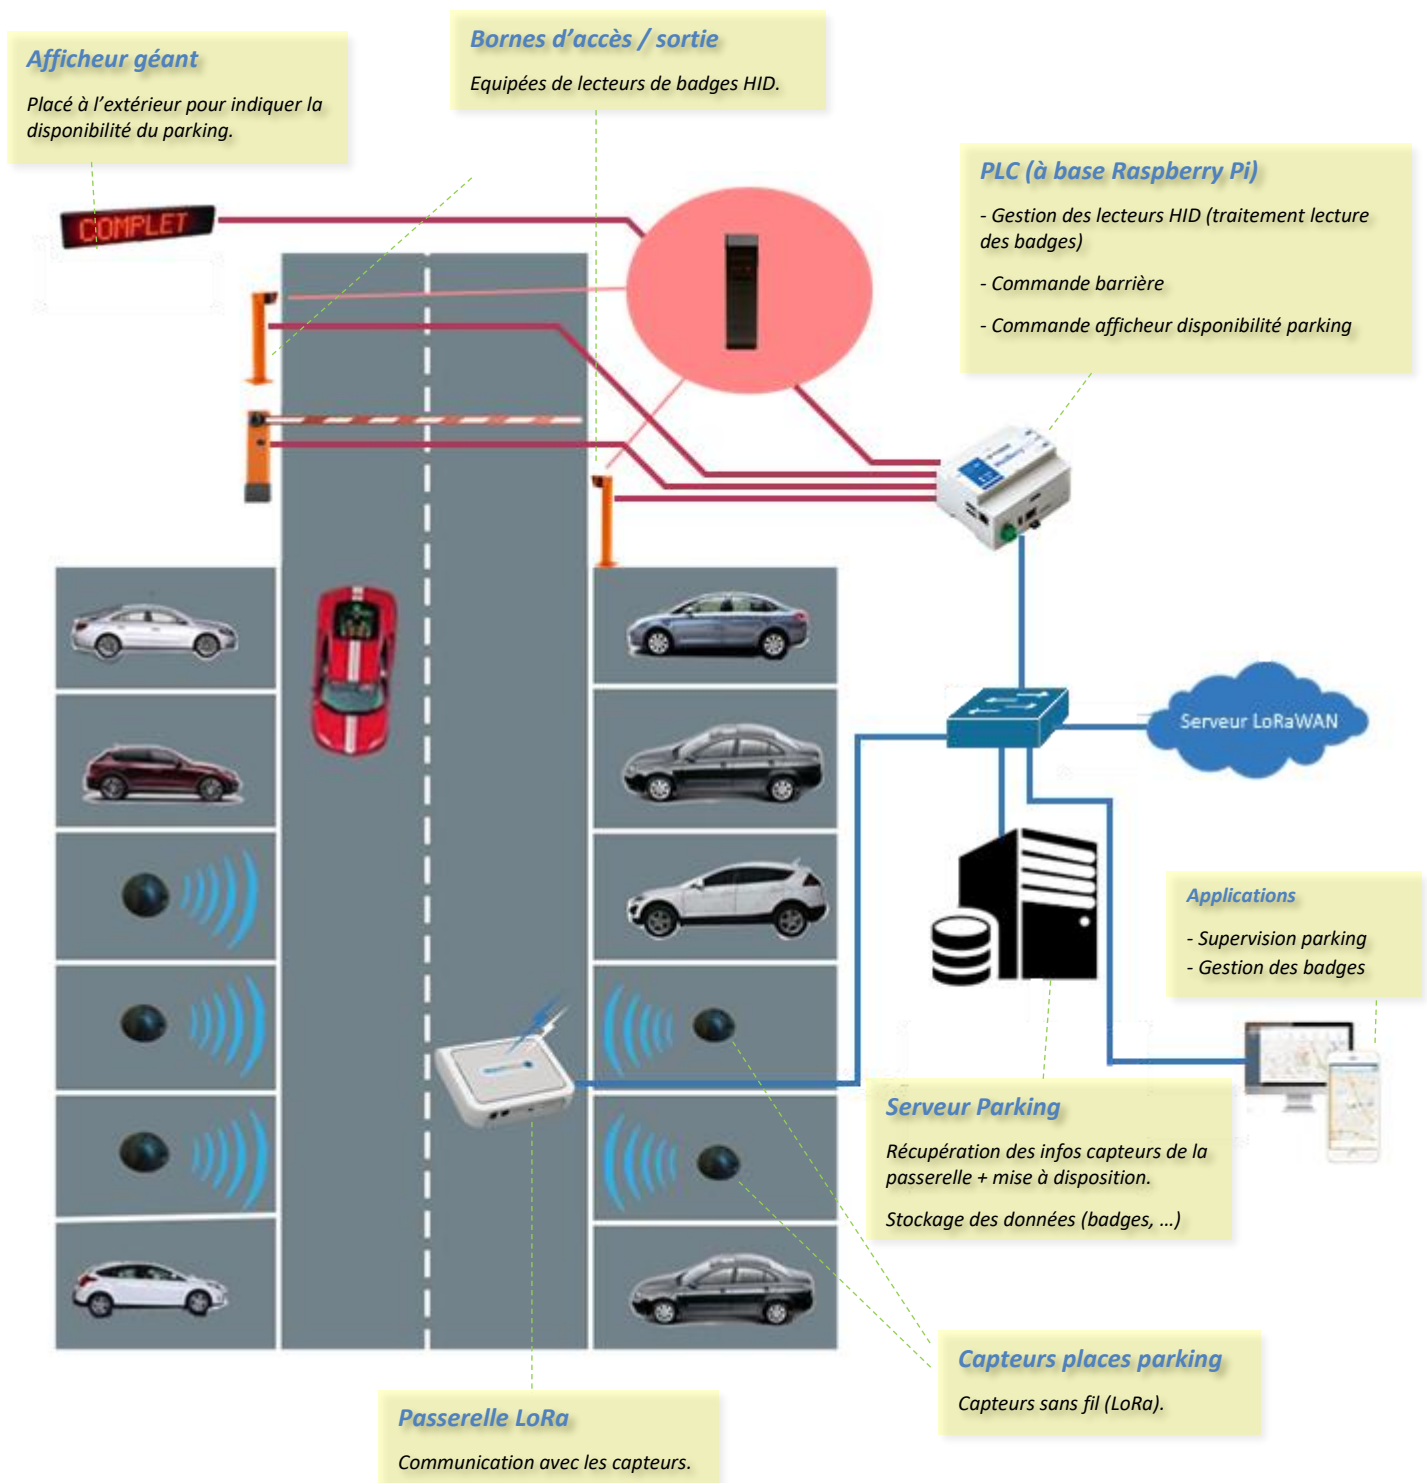 Afficheur géant
Placé à l'extérieur pour indiquer la
disponibilité du parking.
Bornes d'accès / sortie
Equipées de lecteurs de badges HID.
PLC (à base Raspberry Pi)
- Gestion des lecteurs HID (traitement lecture
des badges)
- Commande barrière
- Commande afficheur disponibilité parking
COMPLET
Serveur LoRaWAN
Applications
- Supervision parking
- Gestion des badges
Serveur Parking
Récupération des infos capteurs de la
passerelle + mise à disposition.
Stockage des données (badges, ...)
Capteurs places parking
Capteurs sans fil (LoRa).
Passerelle LoRa
Communication avec les capteurs.